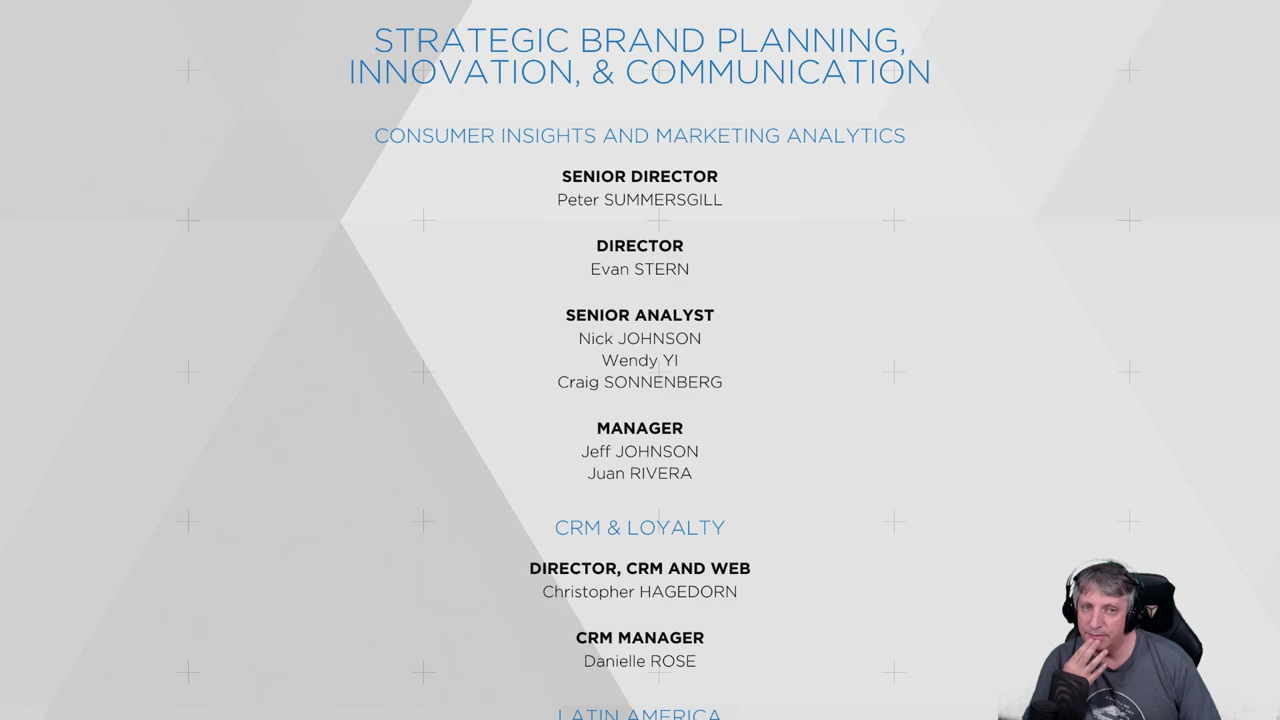 STRATEGIC BRAND PLANNING,
INNOVATION, & COMMUNICATION
CONSUMER INSIGHTS AND MARKETING ANALYTICS
SENIOR DIRECTOR
Peter SUMMERSGILL
DIRECTOR
Evan STERN
SENIOR ANALYST
Nick JOHNSON
Wendy YI
Craig SONNENBERG
MANAGER
Jeff JOHNSON
Juan RIVERA
CRM & LOYALTY
DIRECTOR, CRM AND WEB
Christopher HAGEDORN
CRM MANAGER
Danielle ROSE
LATIN AMERICA